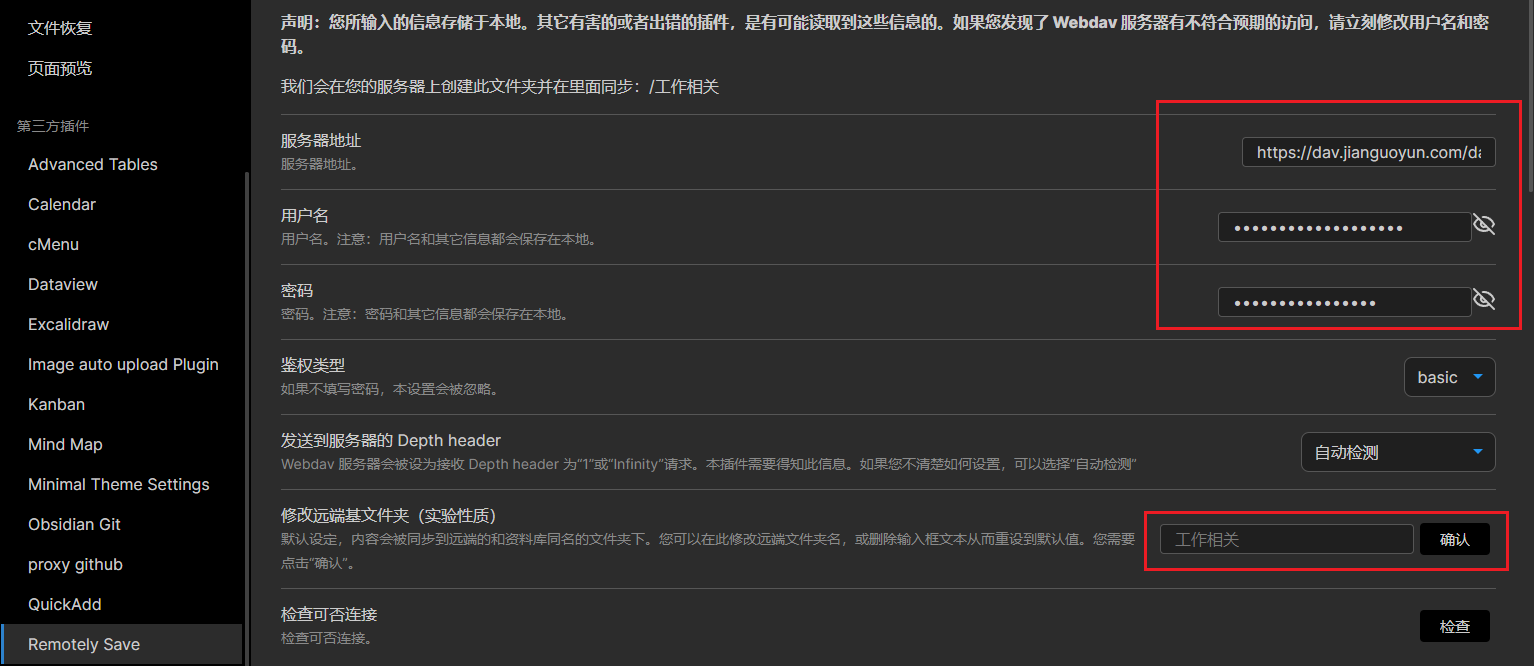 文件恢复
页面预览
第三方插件
Advanced Tables
Calendar
cMenu
Dataview
Excalidraw
Image auto upload Plugin
Kanban
Mind Map
Minimal Theme Settings
Obsidian Git
proxy github
QuickAdd
Remotely Save
声明：您所输入的信息存储于本地。其它有害的或者出错的插件，是有可能读取到这些信息的。如果您发现了 Webdav 服务器有不符合预期的访问，请立刻修改用户名和密
码。
我们会在您的服务器上创建此文件夹并在里面同步：/工作相关
服务器地址
服务器地址。
https://dav.jianguoyun.com/da
用户名
用户名。注意：用户名和其它信息都会保存在本地。
密码
密码。注意：密码和其它信息都会保存在本地。
鉴权类型
如果不填写密码，本设置会被忽略。
basic
发送到服务器的 Depth header
Webdav 服务器会被设为接收 Depth header 为“1”或“Infinity”请求。本插件需要得知此信息。如果您不清楚如何设置，可以选择“自动检测”
自动检测
修改远端基文件夹（实验性质）
默认设定，内容会被同步到远端的和资料库同名的文件夹下。您可以在此修改远端文件夹名，或删除输入框文本从而重设到默认值。您需要
点击“确认”。
工作相关
确认
检查可否连接
检查可否连接。
检查